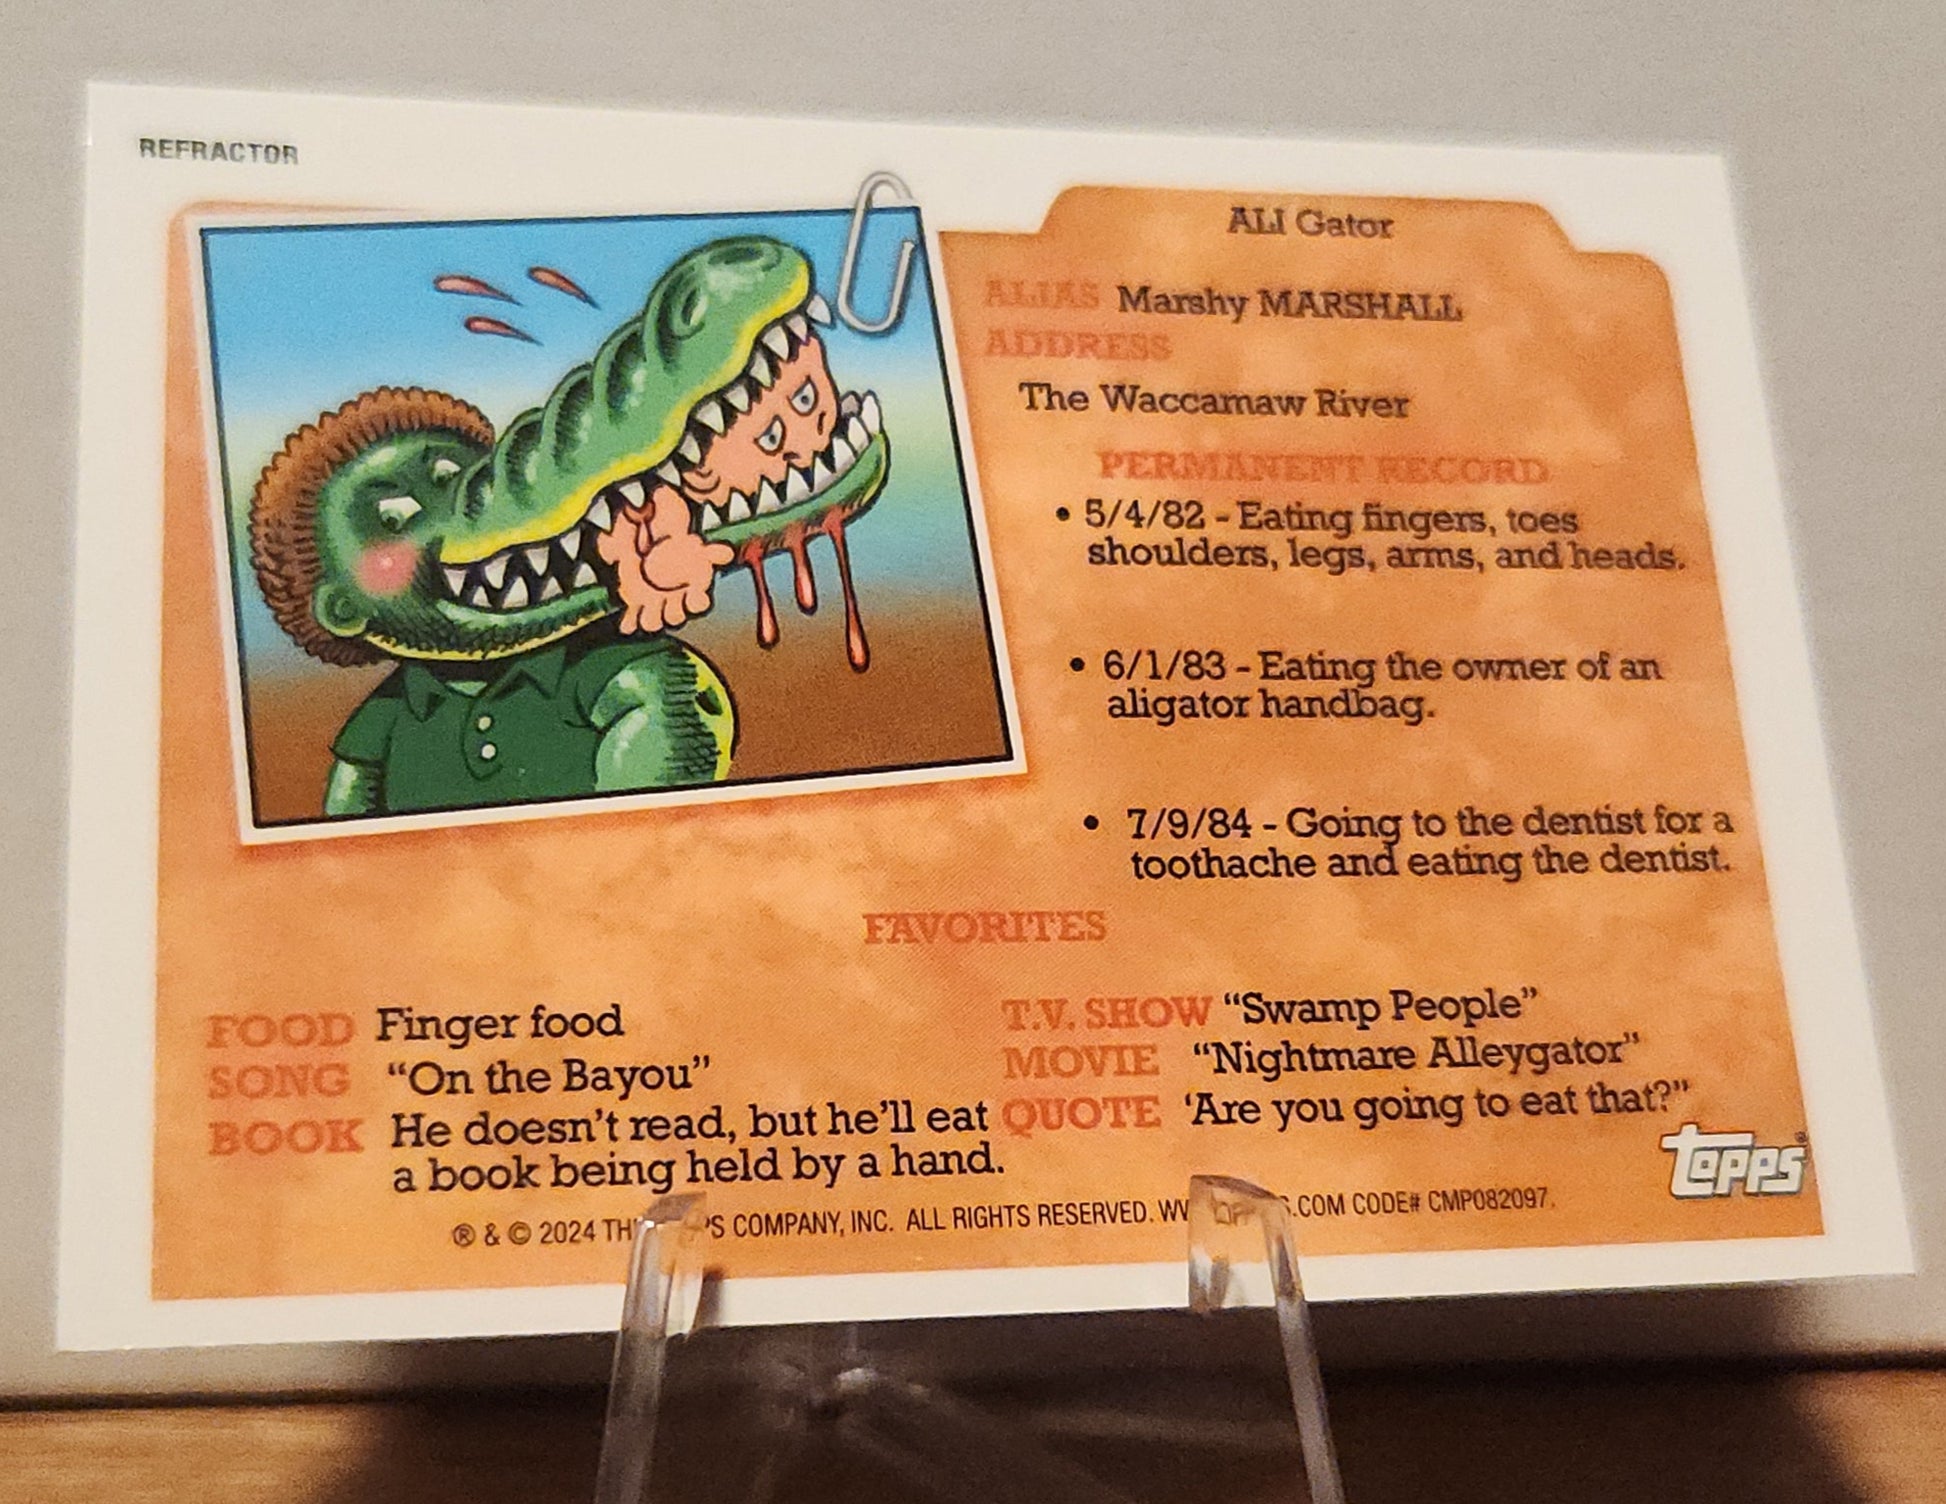 REFRACTOR
ALI Gator
ALIAS Marshy MARSHALL
ADDRESS
The Waccamaw River
PERMANENT RECORD
• 5/4/82 - Eating fingers, toes
shoulders, legs, arms, and heads.
• 6/1/83 - Eating the owner of an
aligator handbag.
• 7/9/84 - Going to the dentist for a
toothache and eating the dentist.
FAVORITES
FOOD Finger food
SONG "On the Bayou"
BOOK He doesn't read, but he'll eat
a book being held by a hand.
T.V. SHOW "Swamp People"
MOVIE "Nightmare Alleygator"
QUOTE 'Are you going to eat that?"
topps®
® & © 2024 COMPANY, INC. ALL RIGHTS RESERVED. .COM CODE# CMP082097.